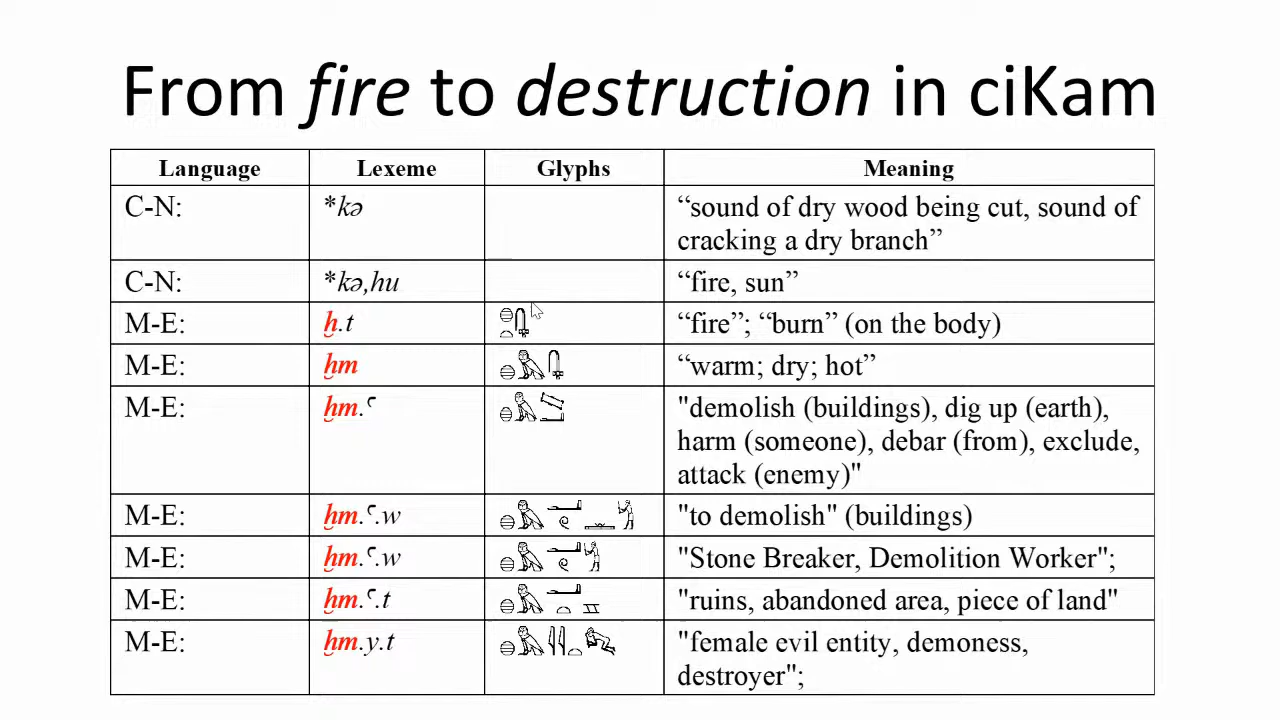 From fire to destruction in ciKam
Language Lexeme Glyphs Meaning
C-N: *kə “sound of dry wood being cut, sound of
cracking a dry branch”
C-N: *kə,hu “fire, sun”
M-E: ḫ.t “fire”; “burn” (on the body)
M-E: ḫm “warm; dry; hot”
M-E: ḫm.ʿ "demolish (buildings), dig up (earth),
harm (someone), debar (from), exclude,
attack (enemy)"
M-E: ḫm.ʿ.w "to demolish" (buildings)
M-E: ḫm.ʿ.w "Stone Breaker, Demolition Worker";
M-E: ḫm.ʿ.t "ruins, abandoned area, piece of land"
M-E: ḫm.y.t "female evil entity, demoness,
destroyer";